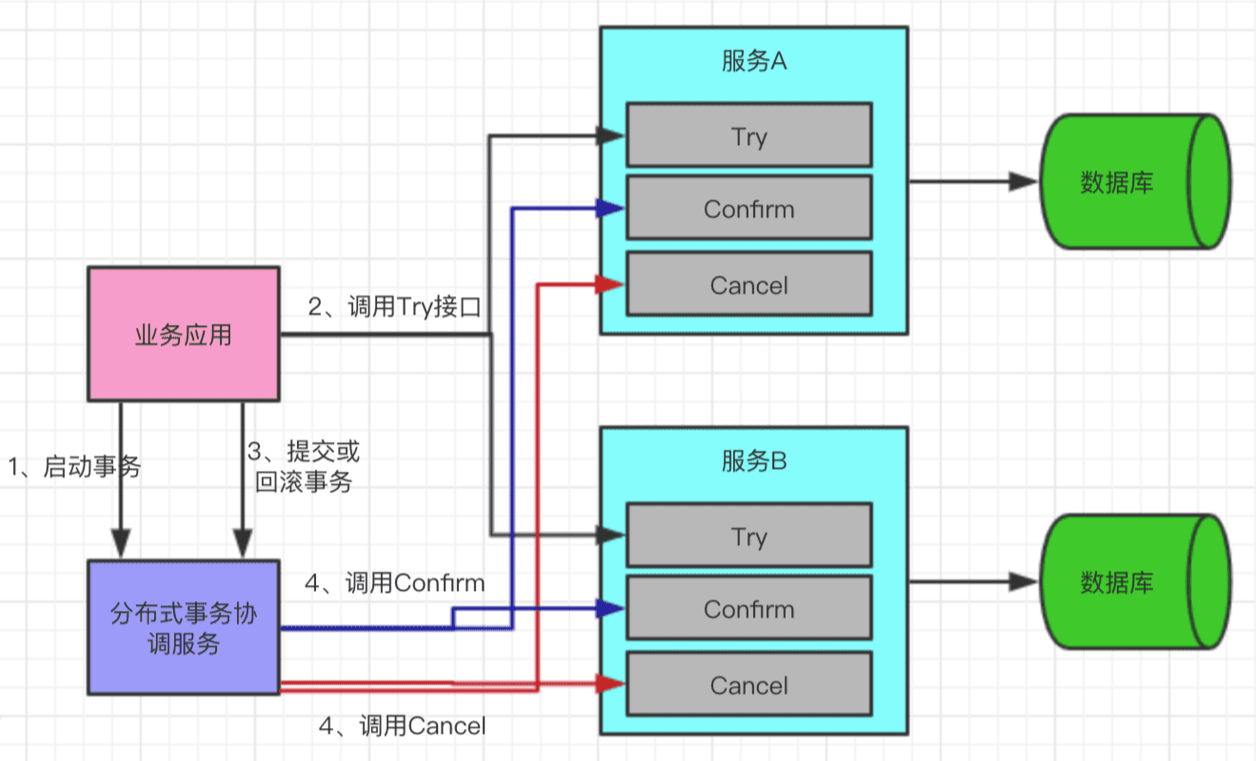 服务A
Try
Confirm
Cancel
数据库
2、调用Try接口
业务应用
1、启动事务
3、提交或
回滚事务
分布式事务协
调服务
4、调用Confirm
4、调用Cancel
服务B
Try
Confirm
Cancel
数据库